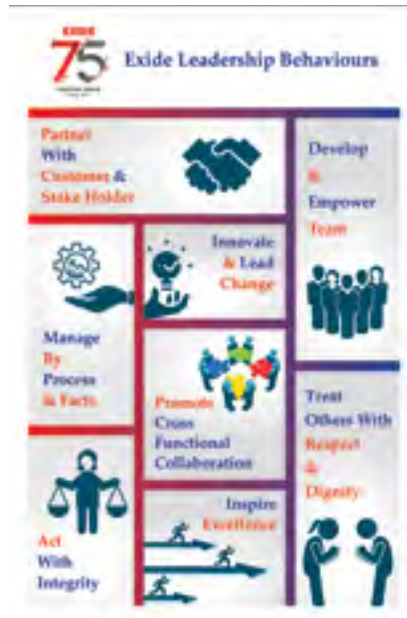 EXIDE
75
Exide Leadership Behaviours
Partner
With
Customer &
Stake Holder
Develop
&
Empower
Team
Innovate
& Lead
Change
Manage
By
Process
& Facts
Promote
Cross
Functional
Collaboration
Treat
Others With
Respect
&
Dignity
Act
With
Integrity
Inspire
Excellence